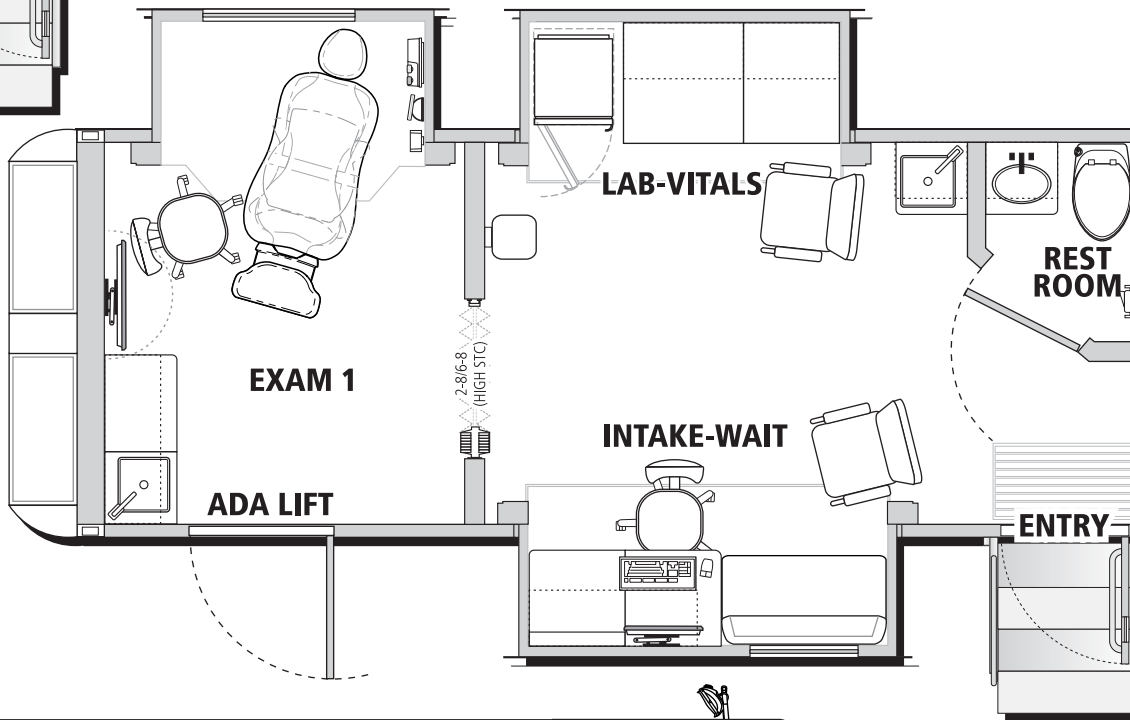 LAB-VITALS
REST
ROOM
2-8/6-8
(HIGH STC)
EXAM 1
INTAKE-WAIT
ADA LIFT
ENTRY